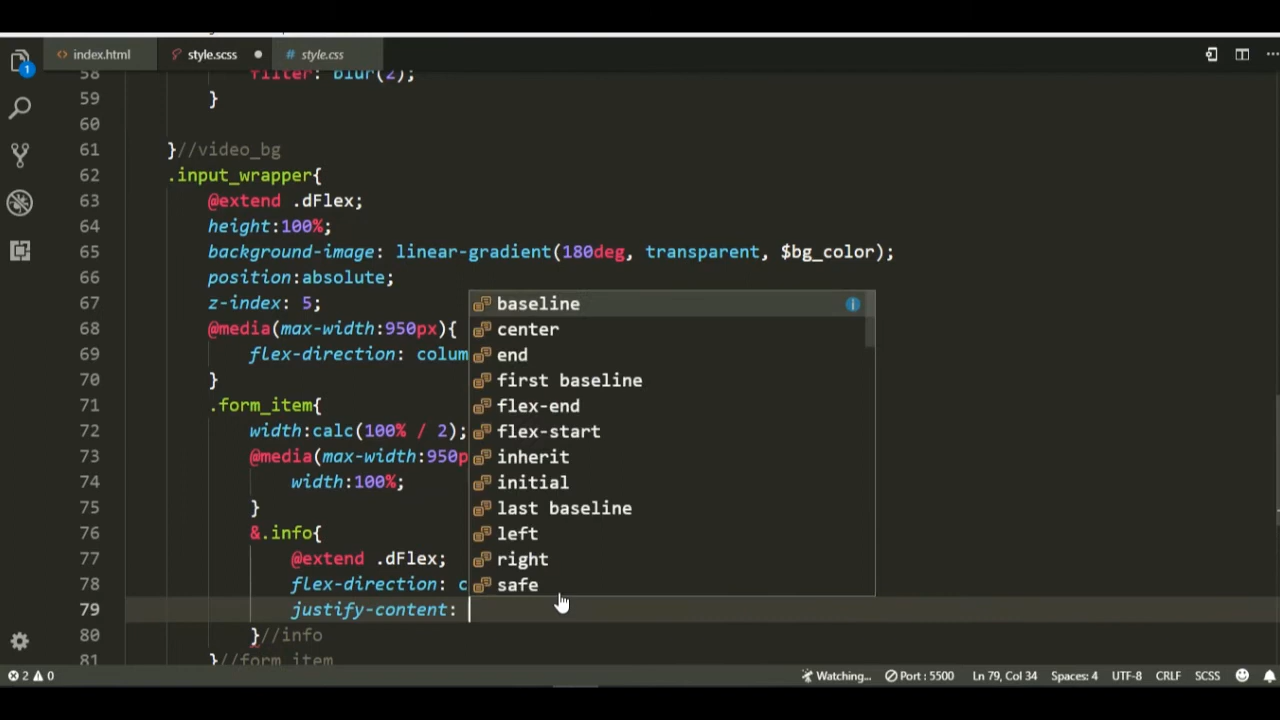 index.html
style.scss
style.css
1
58 filter: blur(2);
59 }
60
61 }//video_bg
62 .input_wrapper{
63 @extend .dFlex;
64 height:100%;
65 background-image: linear-gradient(180deg, transparent, $bg_color);
66 position:absolute;
67 z-index: 5;
68 @media(max-width:950px){
69 flex-direction: colum
70 }
71 .form_item{
72 width:calc(100% / 2);
73 @media(max-width:950p
74 width:100%;
75 }
76 &.info{
77 @extend .dFlex;
78 flex-direction: c
79 justify-content:
80 }//info
81 }//form_item
baseline
center
end
first baseline
flex-end
flex-start
inherit
initial
last baseline
left
right
safe
2 0 Watching... Port : 5500 Ln 79, Col 34 Spaces: 4 UTF-8 CRLF SCSS